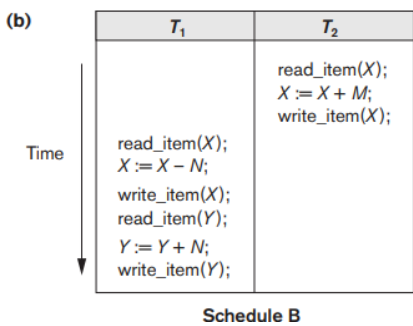 (b)
T1 T2
read_item(X);
X := X + M;
write_item(X);
Time
read_item(X);
X := X – N;
write_item(X);
read_item(Y);
Y := Y + N;
write_item(Y);
Schedule B